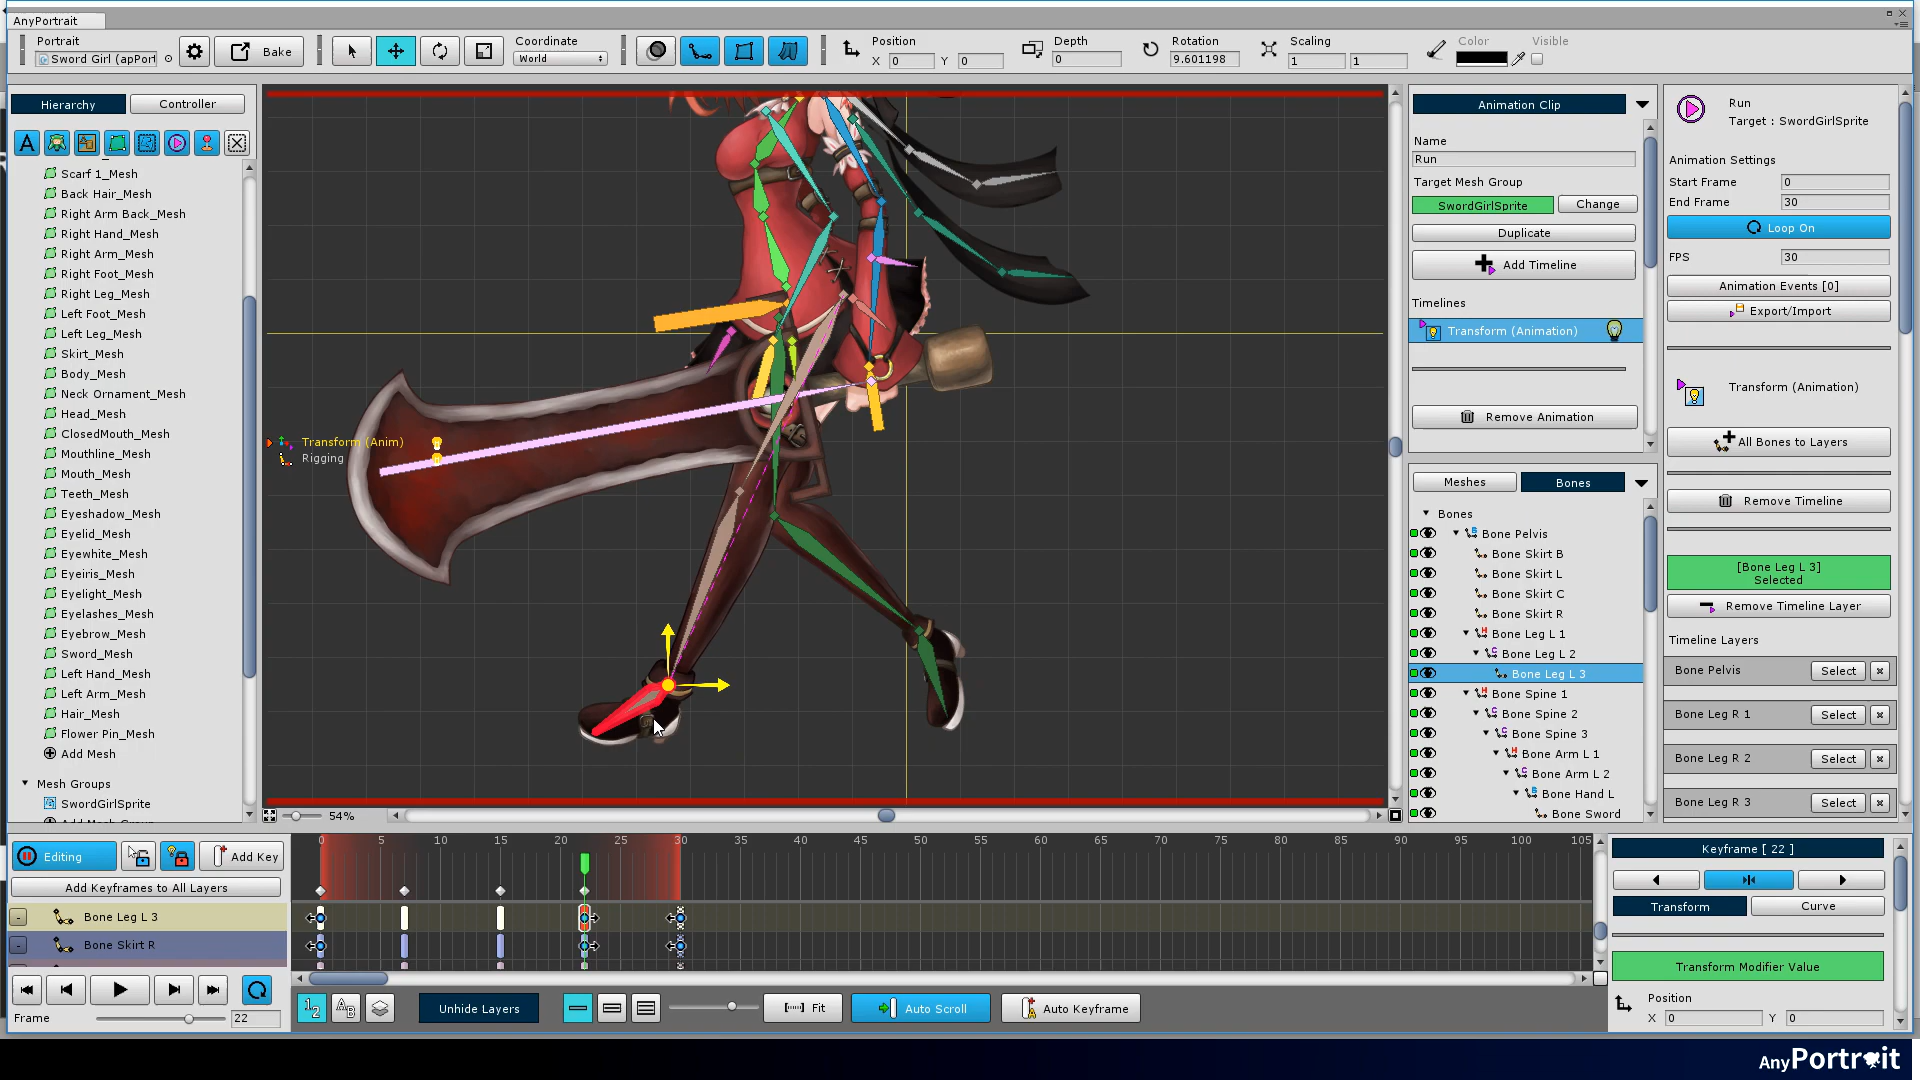 AnyPortrait
Portrait
Sword Girl (apPort
Bake
Coordinate
World
Position
X 0 Y 0
Depth
0
Rotation
9.601198
Scaling
1 1
Color
Visible
Hierarchy
Controller
Scarf 1_Mesh
Back Hair_Mesh
Right Arm Back_Mesh
Right Hand_Mesh
Right Arm_Mesh
Right Foot_Mesh
Right Leg_Mesh
Left Foot_Mesh
Left Leg_Mesh
Skirt_Mesh
Body_Mesh
Neck Ornament_Mesh
Head_Mesh
ClosedMouth_Mesh
Mouthline_Mesh
Mouth_Mesh
Teeth_Mesh
Eyeshadow_Mesh
Eyelid_Mesh
Eyewhite_Mesh
Eyeiris_Mesh
Eyelight_Mesh
Eyelashes_Mesh
Eyebrow_Mesh
Sword_Mesh
Left Hand_Mesh
Left Arm_Mesh
Hair_Mesh
Flower Pin_Mesh
Add Mesh
Mesh Groups
SwordGirlSprite
Transform (Anim)
Rigging
54%
Animation Clip
Name
Run
Target Mesh Group
SwordGirlSprite
Change
Duplicate
Add Timeline
Timelines
Transform (Animation)
Remove Animation
Meshes
Bones
Bones
Bone Pelvis
Bone Skirt B
Bone Skirt L
Bone Skirt C
Bone Skirt R
Bone Leg L 1
Bone Leg L 2
Bone Leg L 3
Bone Spine 1
Bone Spine 2
Bone Spine 3
Bone Arm L 1
Bone Arm L 2
Bone Hand L
Bone Sword
Run
Target : SwordGirlSprite
Animation Settings
Start Frame 0
End Frame 30
Loop On
FPS 30
Animation Events [0]
Export/Import
Transform (Animation)
All Bones to Layers
Remove Timeline
[Bone Leg L 3]
Selected
Remove Timeline Layer
Timeline Layers
Bone Pelvis Select
Bone Leg R 1 Select
Bone Leg R 2 Select
Bone Leg R 3 Select
Editing
Add Key
Add Keyframes to All Layers
Bone Leg L 3
Bone Skirt R
Frame 22
0 5 10 15 20 25 30 35 40 45 50 55 60 65 70 75 80 85 90 95 100 105
Unhide Layers
Fit
Auto Scroll
Auto Keyframe
Keyframe [ 22 ]
Transform
Curve
Transform Modifier Value
Position
X 0 Y 0
AnyPortrait